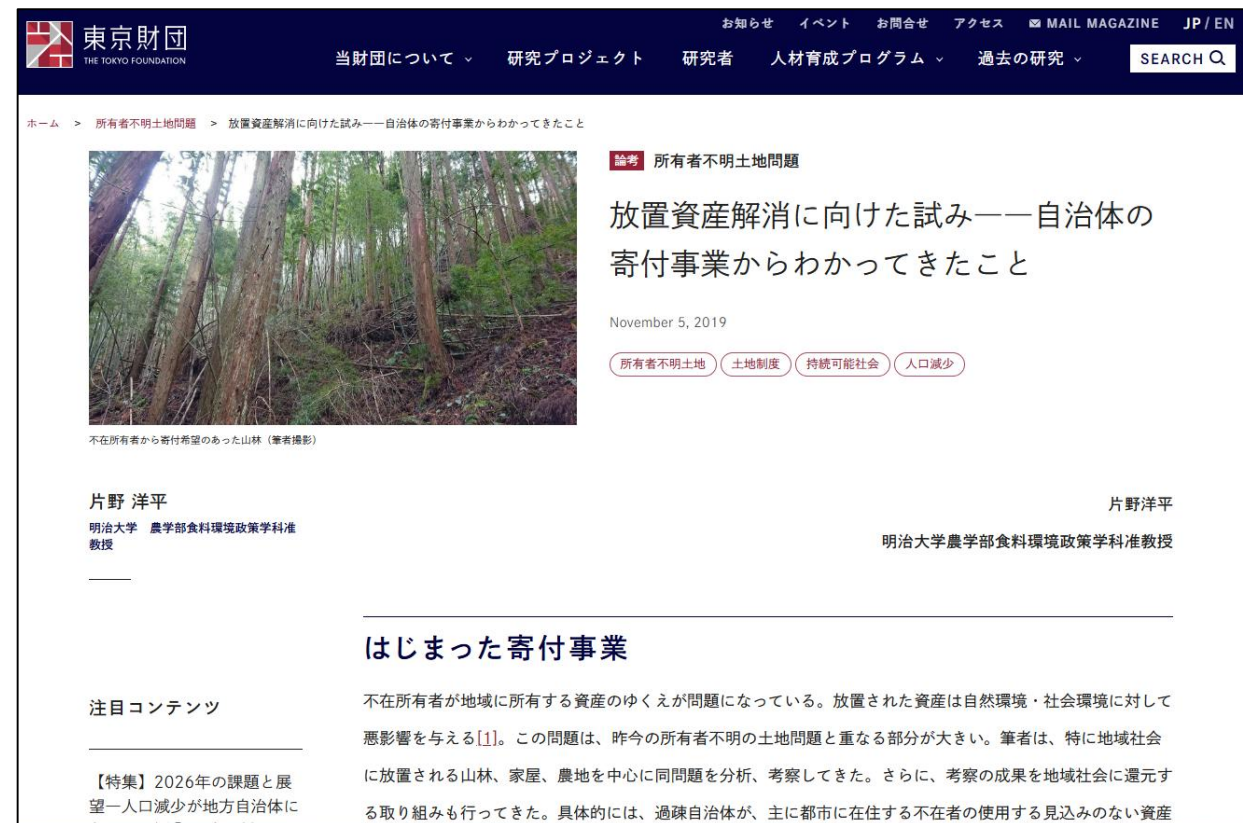 東京財団
THE TOKYO FOUNDATION
お知らせ イベント お問合せ アクセス MAIL MAGAZINE JP / EN
当財団について 研究プロジェクト 研究者 人材育成プログラム 過去の研究 SEARCH
ホーム > 所有者不明土地問題 > 放置資産解消に向けた試み——自治体の寄付事業からわかってきたこと
論考 所有者不明土地問題
放置資産解消に向けた試み——自治体の
寄付事業からわかってきたこと
November 5, 2019
所有者不明土地 土地制度 持続可能社会 人口減少
不在所有者から寄付希望のあった山林（筆者撮影）
片野 洋平
明治大学 農学部食料環境政策学科准
教授
片野洋平
明治大学農学部食料環境政策学科准教授
はじまった寄付事業
不在所有者が地域に所有する資産のゆくえが問題になっている。放置された資産は自然環境・社会環境に対して
悪影響を与える[1]。この問題は、昨今の所有者不明の土地問題と重なる部分が大きい。筆者は、特に地域社会
に放置される山林、家屋、農地を中心に同問題を分析、考察してきた。さらに、考察の成果を地域社会に還元す
る取り組みも行ってきた。具体的には、過疎自治体が、主に都市に在住する不在者の使用する見込みのない資産
注目コンテンツ
【特集】2026年の課題と展
望―人口減少が地方自治体に